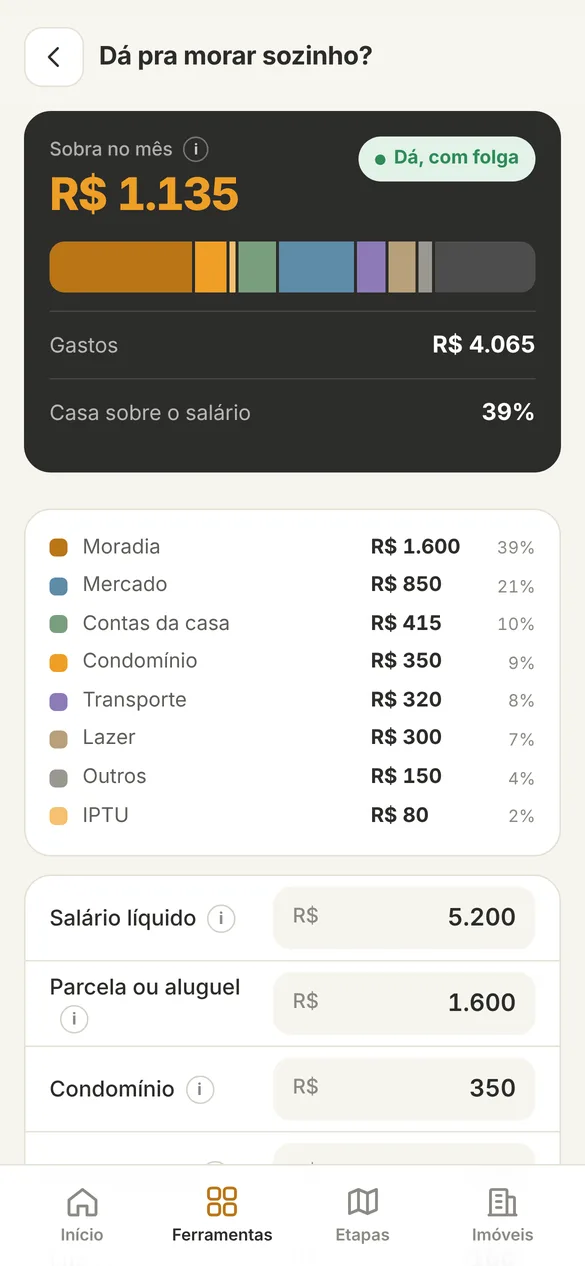 Dá pra morar sozinho?
Sobra no mês i
Dá, com folga
R$ 1.135
Gastos R$ 4.065
Casa sobre o salário 39%
Moradia R$ 1.600 39%
Mercado R$ 850 21%
Contas da casa R$ 415 10%
Condomínio R$ 350 9%
Transporte R$ 320 8%
Lazer R$ 300 7%
Outros R$ 150 4%
IPTU R$ 80 2%
Salário líquido i R$ 5.200
Parcela ou aluguel i R$ 1.600
Condomínio i R$ 350
Início Ferramentas Etapas Imóveis